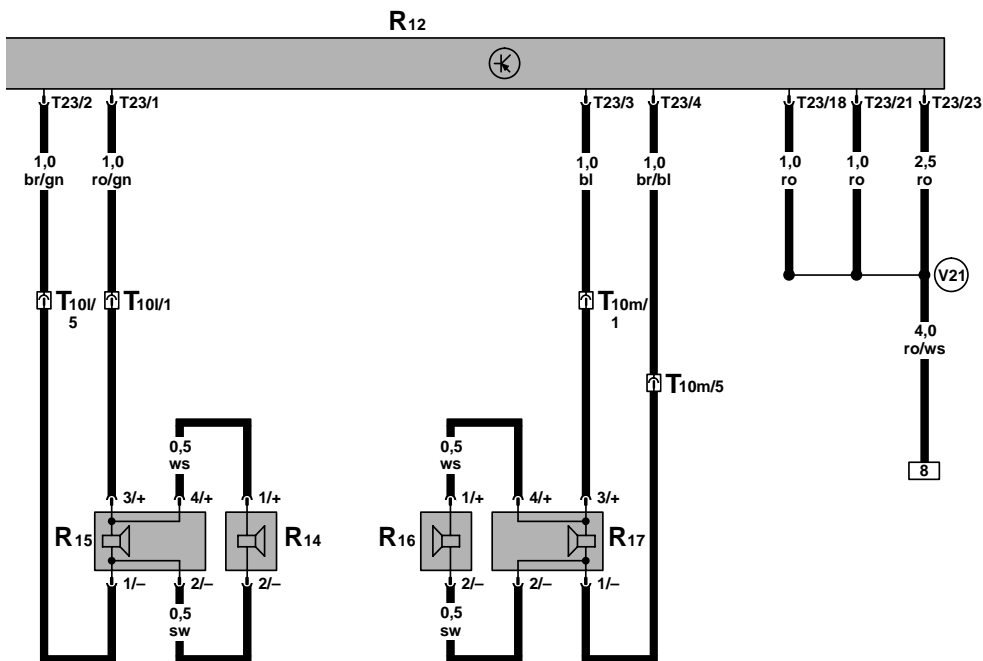 R12
T23/2
T23/1
T23/3
T23/4
T23/18
T23/21
T23/23
1,0
br/gn
1,0
ro/gn
1,0
bl
1,0
br/bl
1,0
ro
1,0
ro
2,5
ro
V21
T10l/
5
T10l/1
T10m/
1
4,0
ro/ws
T10m/5
0,5
ws
0,5
ws
8
3/+
4/+
1/+
1/+
4/+
3/+
R15
R14
R16
R17
1/–
2/–
2/–
2/–
2/–
1/–
0,5
sw
0,5
sw